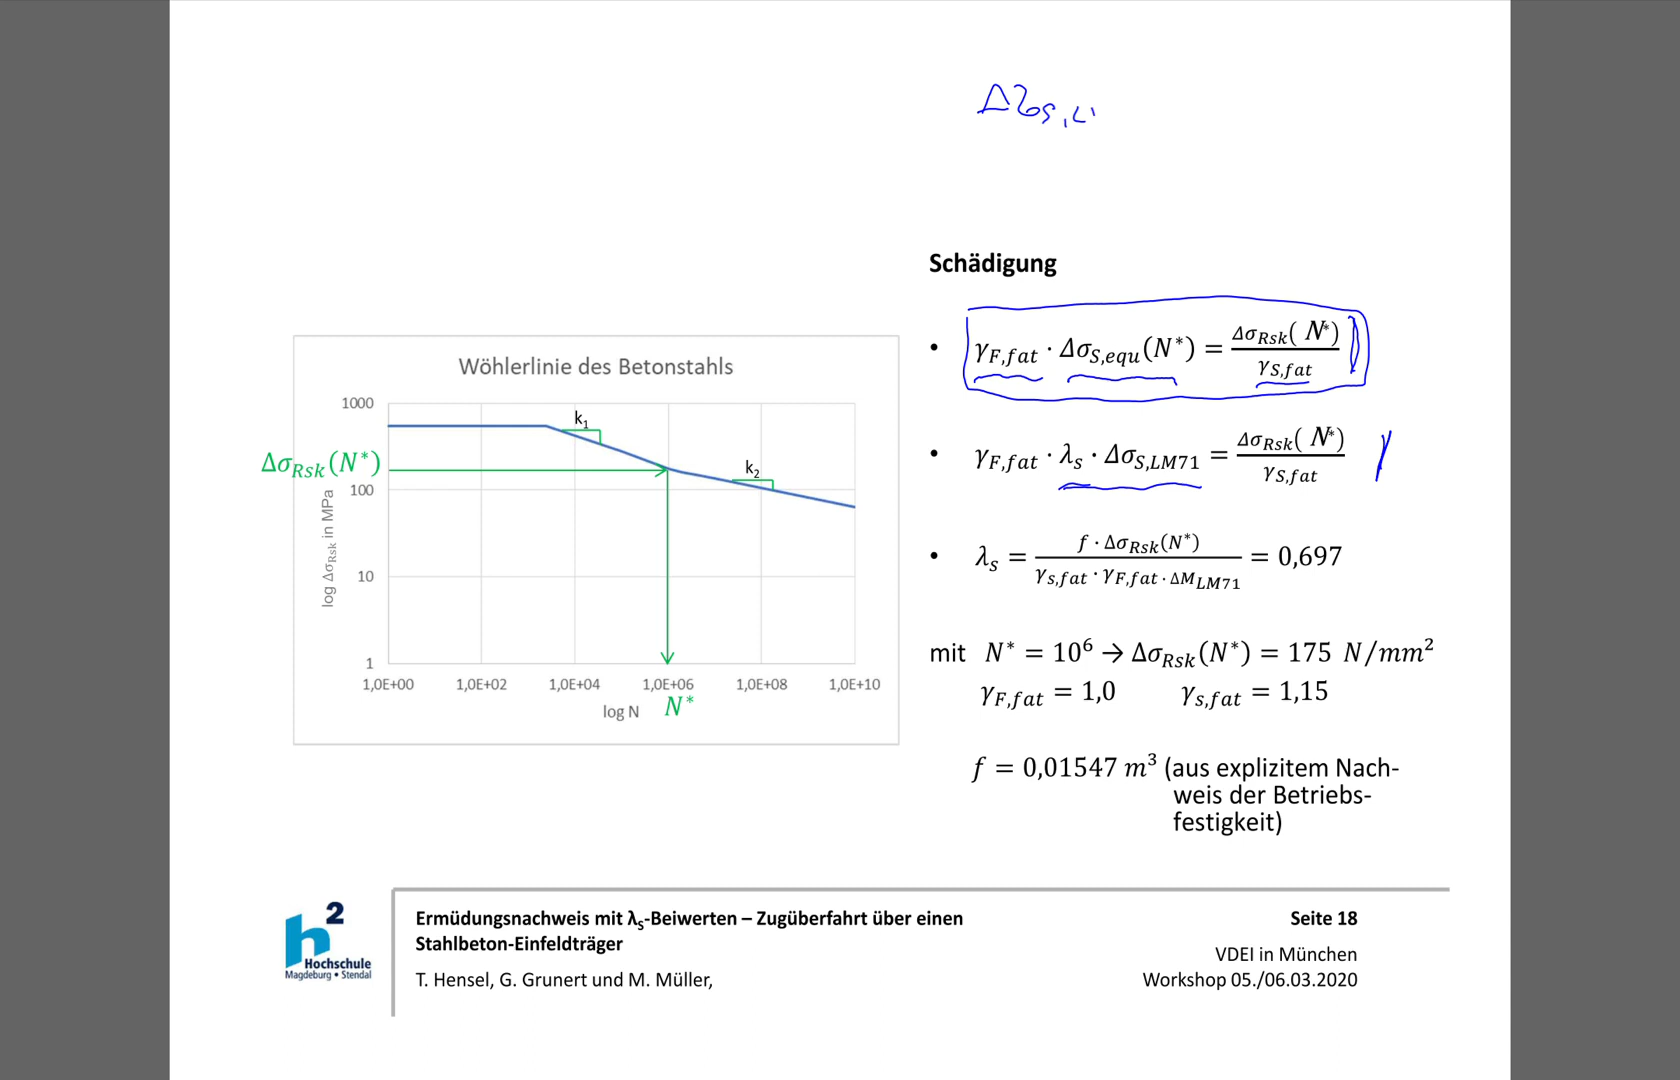 Schädigung
• γF,fat · ΔσS,equ(N*) = ΔσRsk( N*) / γS,fat
• γF,fat · λs · ΔσS,LM71 = ΔσRsk( N*) / γS,fat
• λs = f · ΔσRsk(N*) / γs,fat · γF,fat · ΔMLM71 = 0,697
mit N* = 10⁶ → ΔσRsk(N*) = 175 N/mm²
γF,fat = 1,0 γs,fat = 1,15
f = 0,01547 m³ (aus explizitem Nach-
weis der Betriebs-
festigkeit)
Wöhlerlinie des Betonstahls
1000
k1
ΔσRsk(N*)
k2
100
log ΔσRsk in MPa
10
1
1,0E+00 1,0E+02 1,0E+04 1,0E+06 1,0E+08 1,0E+10
log N N*
h2
Hochschule
Magdeburg • Stendal
Ermüdungsnachweis mit λs-Beiwerten – Zugüberfahrt über einen
Stahlbeton-Einfeldträger
T. Hensel, G. Grunert und M. Müller,
Seite 18
VDEI in München
Workshop 05./06.03.2020